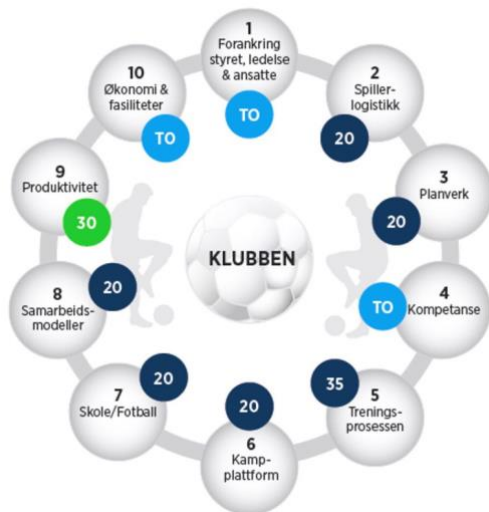 1
Forankring
styret, ledelse
& ansatte
TO
2
Spiller-
logistikk
20
3
Planverk
20
4
Kompetanse
TO
5
Trenings-
prosessen
35
6
Kamp-
plattform
20
7
Skole/Fotball
20
8
Samarbeids-
modeller
20
9
Produktivitet
30
10
Økonomi &
fasiliteter
TO
KLUBBEN